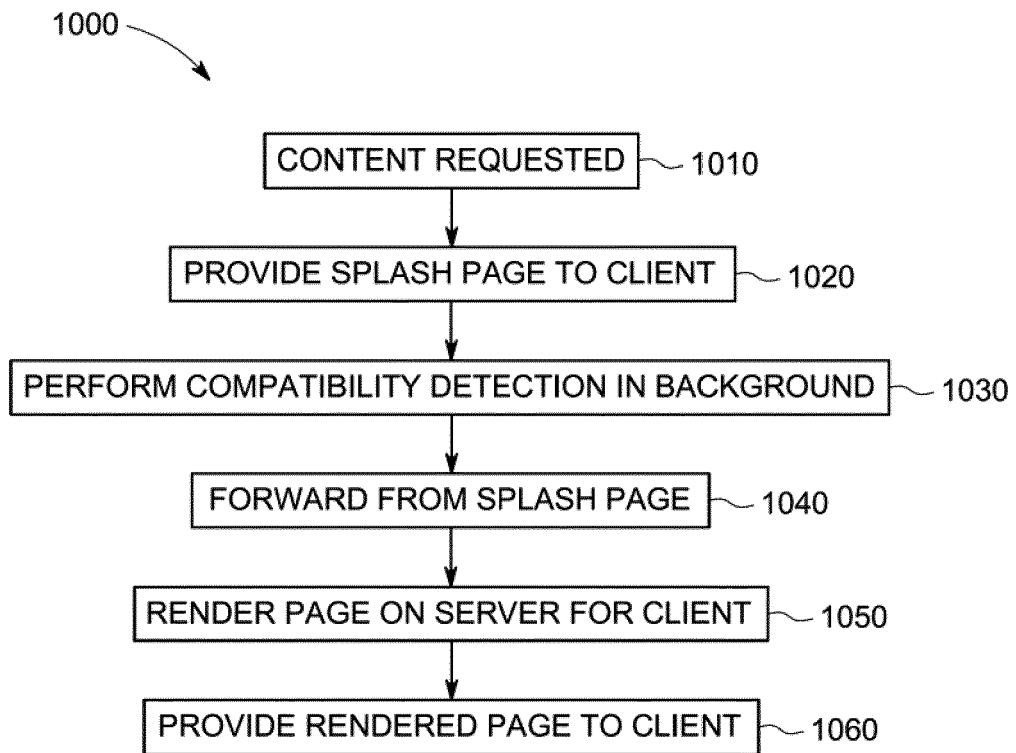 1000
CONTENT REQUESTED 1010
PROVIDE SPLASH PAGE TO CLIENT 1020
PERFORM COMPATIBILITY DETECTION IN BACKGROUND 1030
FORWARD FROM SPLASH PAGE 1040
RENDER PAGE ON SERVER FOR CLIENT 1050
PROVIDE RENDERED PAGE TO CLIENT 1060